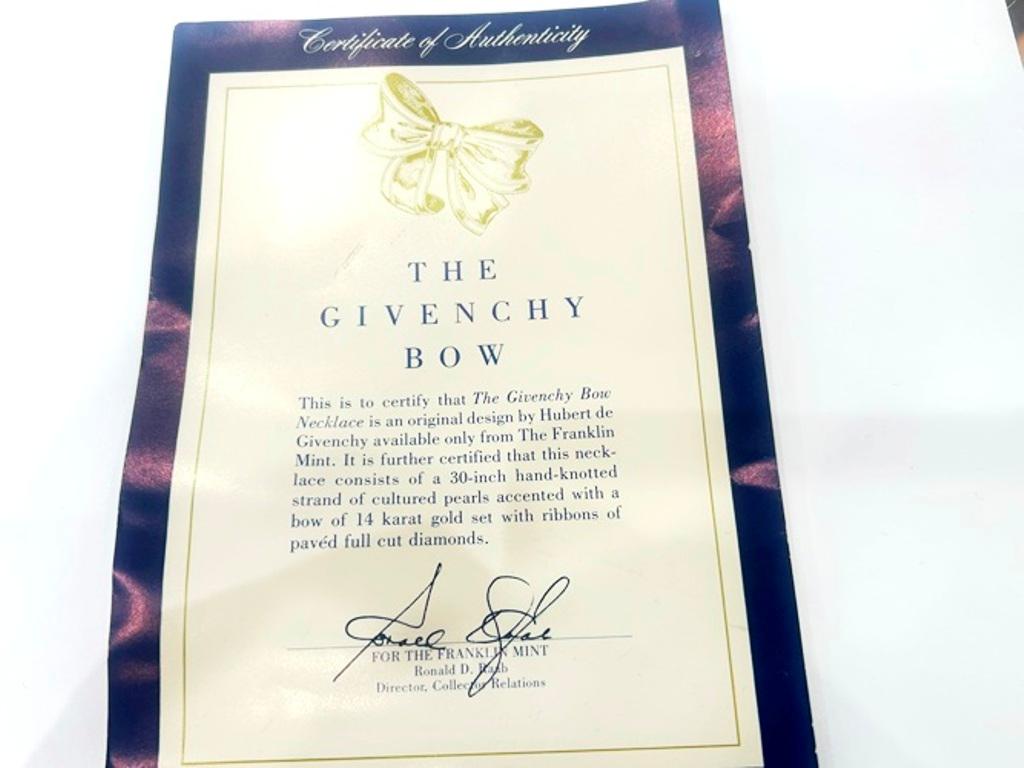 Certificate of Authenticity
THE
GIVENCHY
BOW
This is to certify that The Givenchy Bow
Necklace is an original design by Hubert de
Givenchy available only from The Franklin
Mint. It is further certified that this neck-
lace consists of a 30-inch hand-knotted
strand of cultured pearls accented with a
bow of 14 karat gold set with ribbons of
pavéd full cut diamonds.
FOR THE FRANKLIN MINT
Ronald D. Raab
Director, Collector Relations